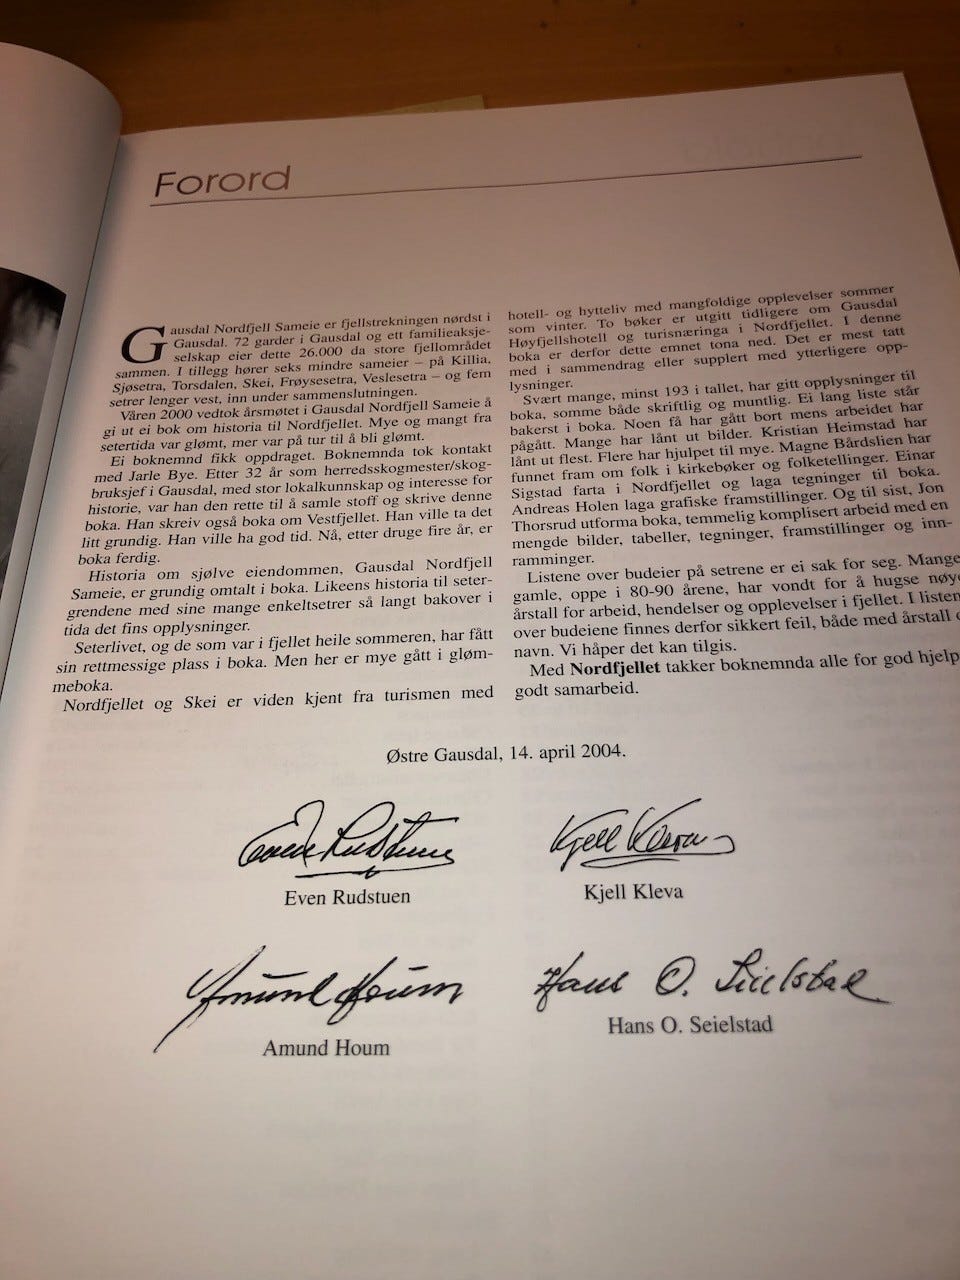 Forord
Gausdal Nordfjell Sameie er fjellstrekningen nørdst i
Gausdal. 72 garder i Gausdal og ett familieaksje-
selskap eier dette 26.000 da store fjellområdet
sammen. I tillegg hører seks mindre sameier – på Killia,
Sjøsetra, Torsdalen, Skei, Frøysesetra, Veslesetra – og fem
setrer lenger vest, inn under sammenslutningen.
Våren 2000 vedtok årsmøtet i Gausdal Nordfjell Sameie å
gi ut ei bok om historia til Nordfjellet. Mye og mangt fra
setertida var glømt, mer var på tur til å bli glømt.
Ei boknemnd fikk oppdraget. Boknemnda tok kontakt
med Jarle Bye. Etter 32 år som herredsskogmester/skog-
bruksjef i Gausdal, med stor lokalkunnskap og interesse for
historie, var han den rette til å samle stoff og skrive denne
boka. Han skreiv også boka om Vestfjellet. Han ville ta det
litt grundig. Han ville ha god tid. Nå, etter druge fire år, er
boka ferdig.
Historia om sjølve eiendommen, Gausdal Nordfjell
Sameie, er grundig omtalt i boka. Likeens historia til seter-
grendene med sine mange enkeltsetrer så langt bakover i
tida det fins opplysninger.
Seterlivet, og de som var i fjellet heile sommeren, har fått
sin rettmessige plass i boka. Men her er mye gått i gløm-
meboka.
Nordfjellet og Skei er viden kjent fra turismen med
hotell- og hytteliv med mangfoldige opplevelser sommer
som vinter. To bøker er utgitt tidligere om Gausdal
Høyfjellshotell og turisnæringa i Nordfjellet. I denne
boka er derfor dette emnet tona ned. Det er mest tatt
med i sammendrag eller supplert med ytterligere opp-
lysninger.
Svært mange, minst 193 i tallet, har gitt opplysninger til
boka, somme både skriftlig og muntlig. Ei lang liste står
bakerst i boka. Noen få har gått bort mens arbeidet har
pågått. Mange har lånt ut bilder. Kristian Heimstad har
lånt ut flest. Flere har hjulpet til mye. Magne Bårdslien har
funnet fram om folk i kirkebøker og folketellinger. Einar
Sigstad farta i Nordfjellet og laga tegninger til boka.
Andreas Holen laga grafiske framstillinger. Og til sist, Jon
Thorsrud utforma boka, temmelig komplisert arbeid med en
mengde bilder, tabeller, tegninger, framstillinger og inn-
ramminger.
Listene over budeier på setrene er ei sak for seg. Mange
gamle, oppe i 80-90 årene, har vondt for å hugse nøye
årstall for arbeid, hendelser og opplevelser i fjellet. I listen
over budeiene finnes derfor sikkert feil, både med årstall o
navn. Vi håper det kan tilgis.
Med Nordfjellet takker boknemnda alle for god hjelp
godt samarbeid.
Østre Gausdal, 14. april 2004.
Even Rudstuen Kjell Kleva
Even Rudstuen Kjell Kleva
Amund Houm Hans O. Seielstad
Amund Houm Hans O. Seielstad